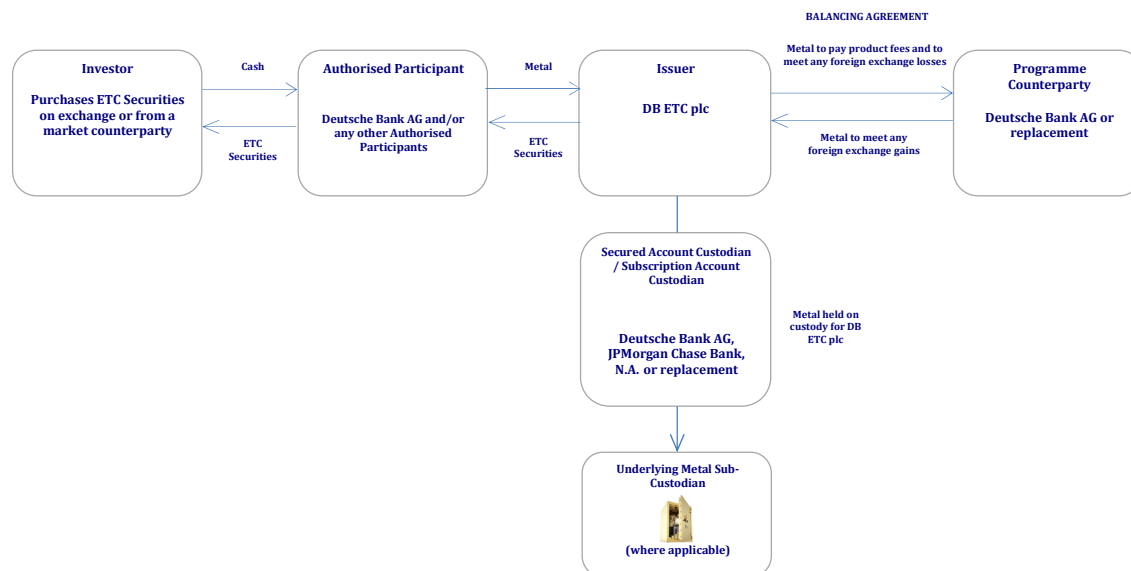 BALANCING AGREEMENT
Investor
Purchases ETC Securities
on exchange or from a
market counterparty
Cash
ETC
Securities
Authorised Participant
Deutsche Bank AG and/or
any other Authorised
Participants
Metal
ETC
Securities
Issuer
DB ETC plc
Metal to pay product fees and to
meet any foreign exchange losses
Metal to meet any
foreign exchange gains
Programme
Counterparty
Deutsche Bank AG or
replacement
Secured Account Custodian
/ Subscription Account
Custodian
Deutsche Bank AG,
JPMorgan Chase Bank,
N.A. or replacement
Metal held on
custody for DB
ETC plc
Underlying Metal Sub-
Custodian
(where applicable)